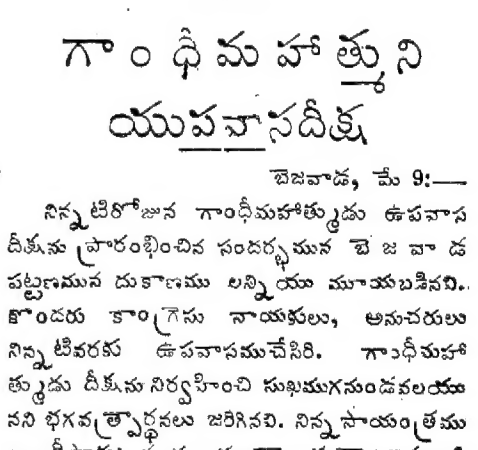 గాంధీమహాత్ముని
యుపవాసదీక్ష
బెజవాడ, మే 9:—
నిన్నటిరోజున గాంధీమహాత్ముడు ఉపవాస
దీక్షను ప్రారంభించిన సందర్భమున బెజవాడ
పట్టణమున దుకాణము లన్నియు మూయబడినవి.
కొందరు కాంగ్రెసు నాయకులు, అనుచరులు
నిన్నటివరకు ఉపవాసముచేసిరి. గాంధీమహా
త్ముడు దీక్షను నిర్వహించి సుఖముగనుండవలయు
నని భగవత్ప్రార్థనలు జరిగినవి. నిన్న సాయంత్రము